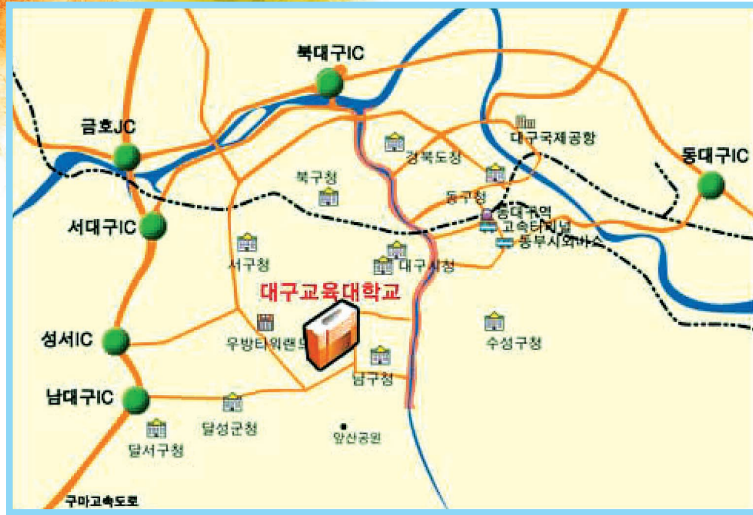 북대구IC
금호JC
대구국제공항
경북도청
동대구IC
북구청
동구청
동대구역
고속터미널
동부시외버스
서대구IC
서구청
대구시청
대구교육대학교
성서IC
우방타워랜드
수성구청
남구청
남대구IC
달성군청
달서구청
앞산공원
구마고속도로